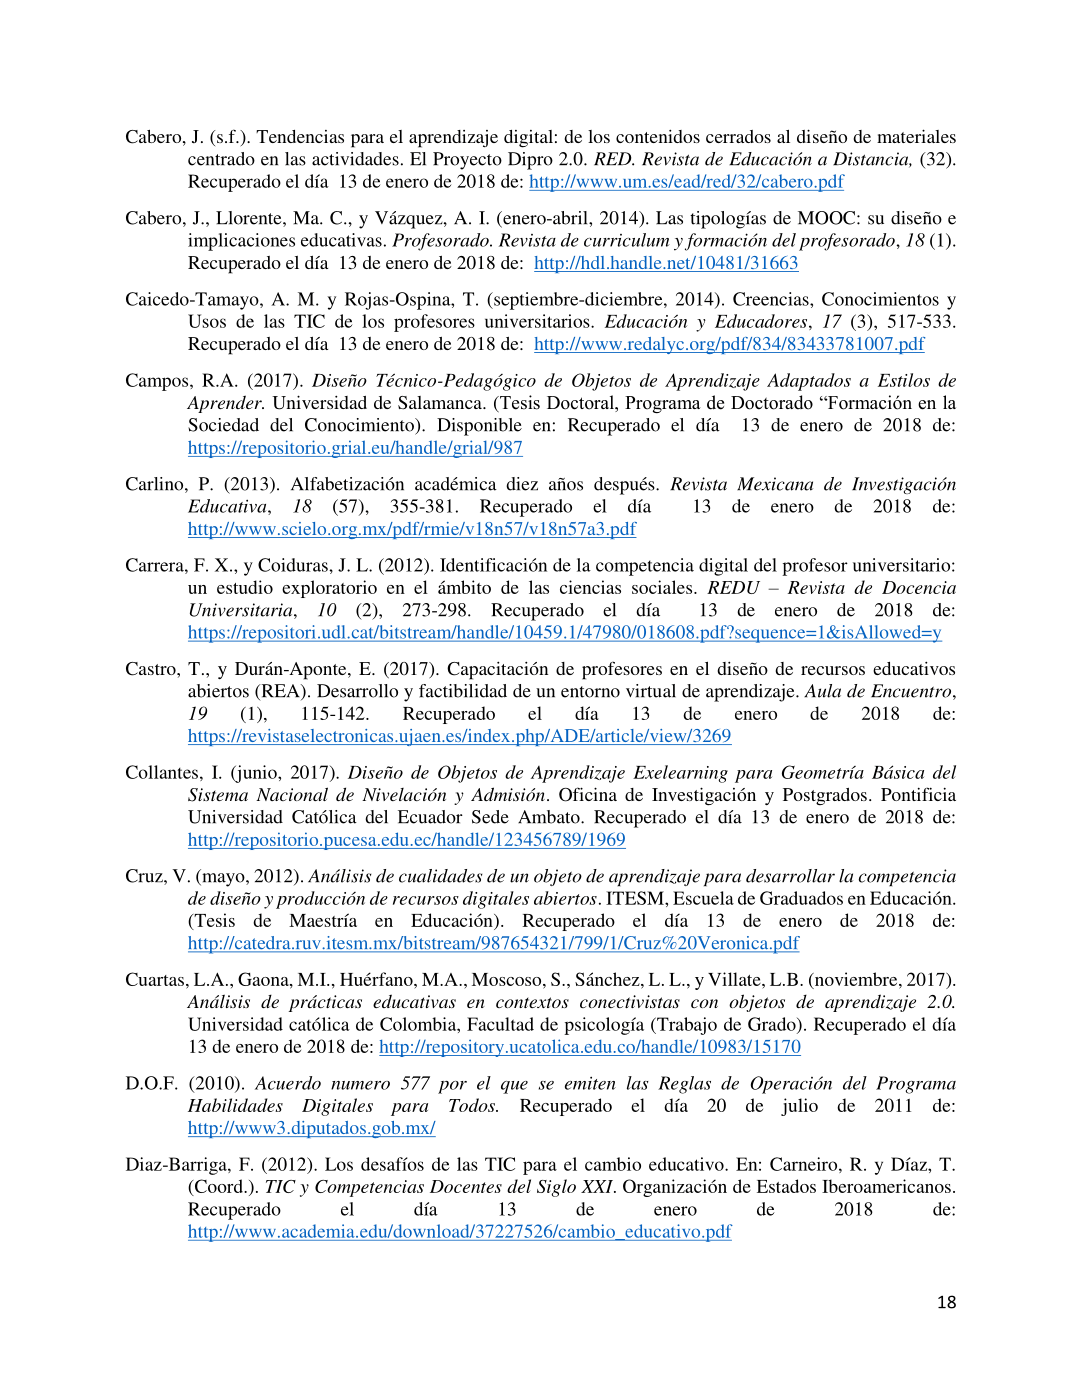 Cabero, J. (s.f.). Tendencias para el aprendizaje digital: de los contenidos cerrados al diseño de materiales
centrado en las actividades. El Proyecto Dipro 2.0. RED. Revista de Educación a Distancia, (32).
Recuperado el día 13 de enero de 2018 de: http://www.um.es/ead/red/32/cabero.pdf
Cabero, J., Llorente, Ma. C., y Vázquez, A. I. (enero-abril, 2014). Las tipologías de MOOC: su diseño e
implicaciones educativas. Profesorado. Revista de curriculum y formación del profesorado, 18 (1).
Recuperado el día 13 de enero de 2018 de: http://hdl.handle.net/10481/31663
Caicedo-Tamayo, A. M. y Rojas-Ospina, T. (septiembre-diciembre, 2014). Creencias, Conocimientos y
Usos de las TIC de los profesores universitarios. Educación y Educadores, 17 (3), 517-533.
Recuperado el día 13 de enero de 2018 de: http://www.redalyc.org/pdf/834/83433781007.pdf
Campos, R.A. (2017). Diseño Técnico-Pedagógico de Objetos de Aprendizaje Adaptados a Estilos de
Aprender. Universidad de Salamanca. (Tesis Doctoral, Programa de Doctorado “Formación en la
Sociedad del Conocimiento). Disponible en: Recuperado el día 13 de enero de 2018 de:
https://repositorio.grial.eu/handle/grial/987
Carlino, P. (2013). Alfabetización académica diez años después. Revista Mexicana de Investigación
Educativa, 18 (57), 355-381. Recuperado el día 13 de enero de 2018 de:
http://www.scielo.org.mx/pdf/rmie/v18n57/v18n57a3.pdf
Carrera, F. X., y Coiduras, J. L. (2012). Identificación de la competencia digital del profesor universitario:
un estudio exploratorio en el ámbito de las ciencias sociales. REDU – Revista de Docencia
Universitaria, 10 (2), 273-298. Recuperado el día 13 de enero de 2018 de:
https://repositori.udl.cat/bitstream/handle/10459.1/47980/018608.pdf?sequence=1&isAllowed=y
Castro, T., y Durán-Aponte, E. (2017). Capacitación de profesores en el diseño de recursos educativos
abiertos (REA). Desarrollo y factibilidad de un entorno virtual de aprendizaje. Aula de Encuentro,
19 (1), 115-142. Recuperado el día 13 de enero de 2018 de:
https://revistaselectronicas.ujaen.es/index.php/ADE/article/view/3269
Collantes, I. (junio, 2017). Diseño de Objetos de Aprendizaje Exelearning para Geometría Básica del
Sistema Nacional de Nivelación y Admisión. Oficina de Investigación y Postgrados. Pontificia
Universidad Católica del Ecuador Sede Ambato. Recuperado el día 13 de enero de 2018 de:
http://repositorio.pucesa.edu.ec/handle/123456789/1969
Cruz, V. (mayo, 2012). Análisis de cualidades de un objeto de aprendizaje para desarrollar la competencia
de diseño y producción de recursos digitales abiertos. ITESM, Escuela de Graduados en Educación.
(Tesis de Maestría en Educación). Recuperado el día 13 de enero de 2018 de:
http://catedra.ruv.itesm.mx/bitstream/987654321/799/1/Cruz%20Veronica.pdf
Cuartas, L.A., Gaona, M.I., Huérfano, M.A., Moscoso, S., Sánchez, L. L., y Villate, L.B. (noviembre, 2017).
Análisis de prácticas educativas en contextos conectivistas con objetos de aprendizaje 2.0.
Universidad católica de Colombia, Facultad de psicología (Trabajo de Grado). Recuperado el día
13 de enero de 2018 de: http://repository.ucatolica.edu.co/handle/10983/15170
D.O.F. (2010). Acuerdo numero 577 por el que se emiten las Reglas de Operación del Programa
Habilidades Digitales para Todos. Recuperado el día 20 de julio de 2011 de:
http://www3.diputados.gob.mx/
Diaz-Barriga, F. (2012). Los desafíos de las TIC para el cambio educativo. En: Carneiro, R. y Díaz, T.
(Coord.). TIC y Competencias Docentes del Siglo XXI. Organización de Estados Iberoamericanos.
Recuperado el día 13 de enero de 2018 de:
http://www.academia.edu/download/37227526/cambio_educativo.pdf
18